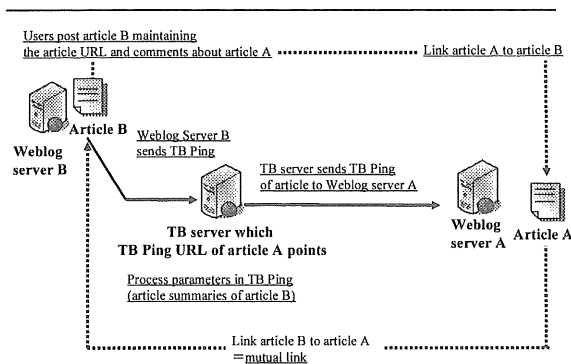 Users post article B maintaining
the article URL and comments about article A
Link article A to article B
Article B
Weblog
server B
Weblog Server B
sends TB Ping
TB server sends TB Ping
of article to Weblog server A
TB server which
TB Ping URL of article A points
Weblog
server A
Article A
Process parameters in TB Ping
(article summaries of article B)
Link article B to article A
=mutual link